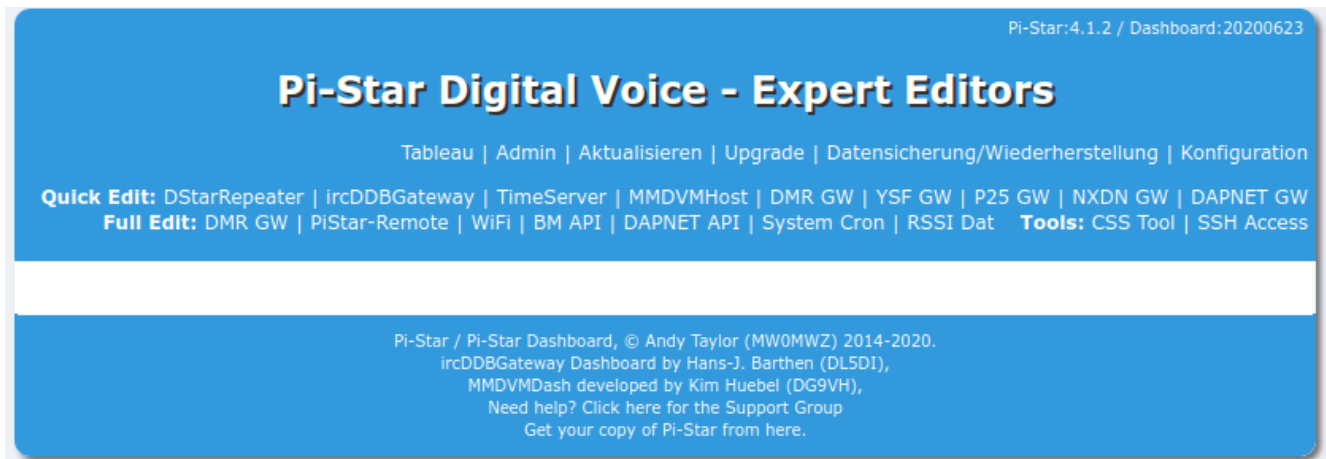 Pi-Star:4.1.2 / Dashboard:20200623
Pi-Star Digital Voice - Expert Editors
Tableau | Admin | Aktualisieren | Upgrade | Datensicherung/Wiederherstellung | Konfiguration
Quick Edit: DStarRepeater | ircDDBGateway | TimeServer | MMDVMHost | DMR GW | YSF GW | P25 GW | NXDN GW | DAPNET GW
Full Edit: DMR GW | PiStar-Remote | WiFi | BM API | DAPNET API | System Cron | RSSI Dat Tools: CSS Tool | SSH Access
Pi-Star / Pi-Star Dashboard, © Andy Taylor (MW0MWZ) 2014-2020.
ircDDBGateway Dashboard by Hans-J. Barthen (DL5DI),
MMDVMDash developed by Kim Huebel (DG9VH),
Need help? Click here for the Support Group
Get your copy of Pi-Star from here.